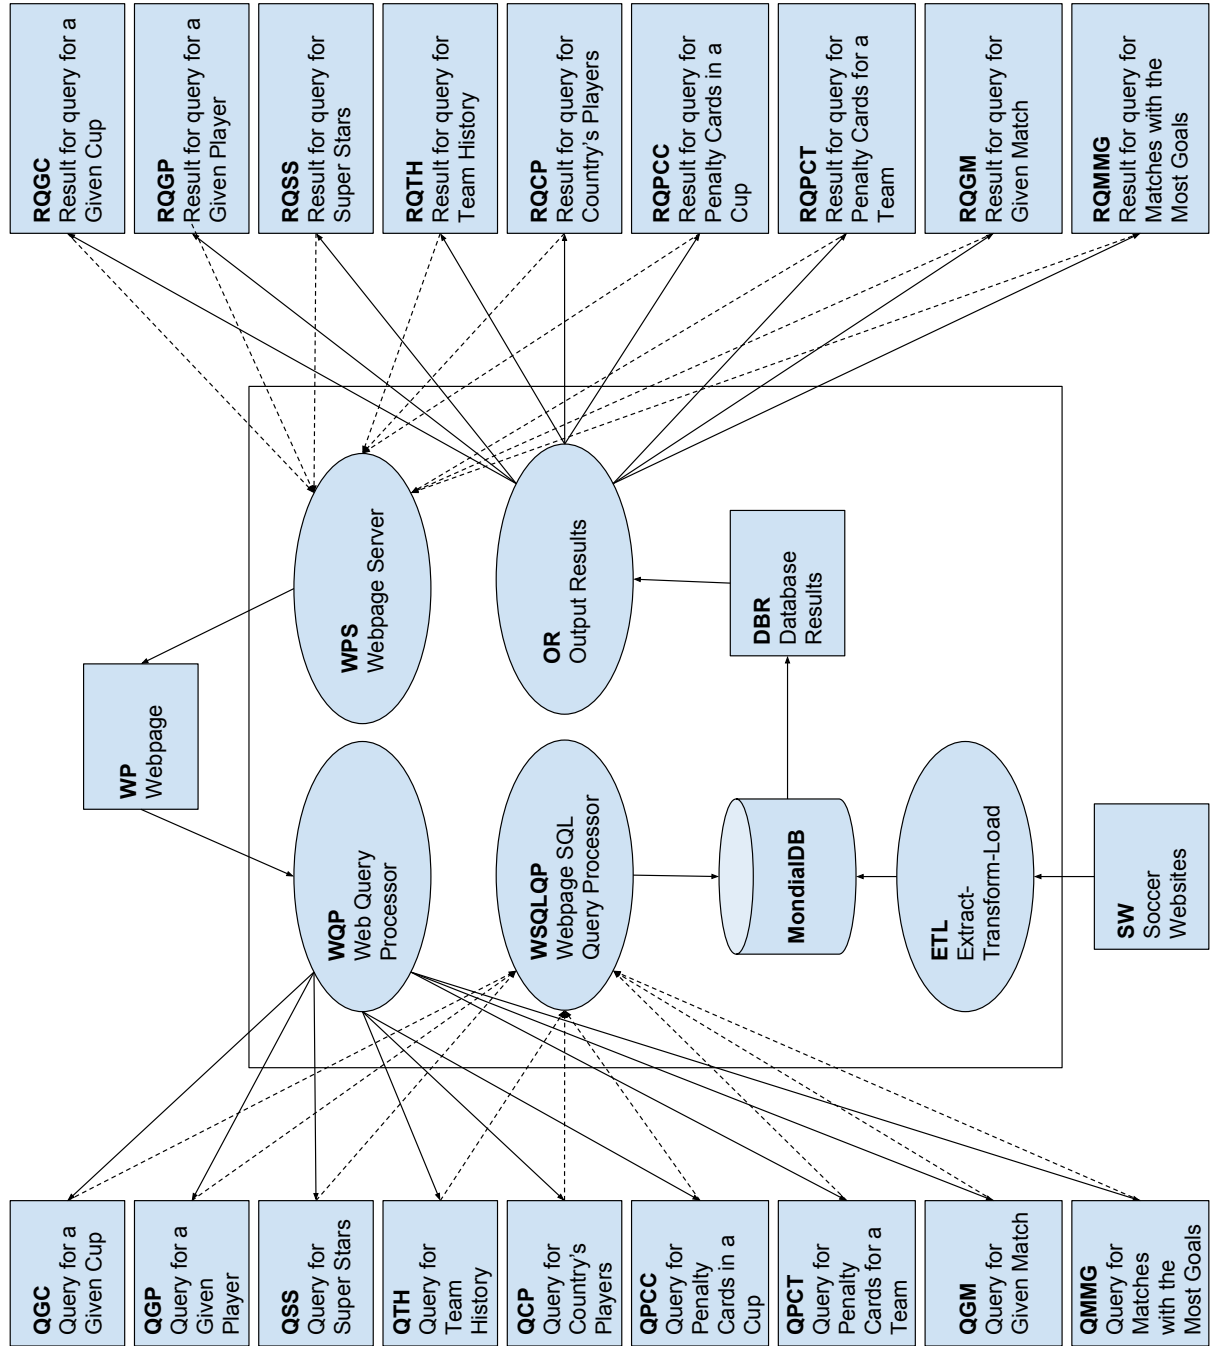 QGC
Query for a
Given Cup
QGP
Query for a
Given
Player
QSS
Query for
Super Stars
QTH
Query for
Team
History
QCP
Query for
Country's
Players
QPCC
Query for
Penalty
Cards in a
Cup
QPCT
Query for
Penalty
Cards for a
Team
QGM
Query for
Given Match
QMMG
Query for
Matches
with the
Most Goals
WP
Webpage
WQP
Web Query
Processor
WPS
Webpage Server
WSQLQP
Webpage SQL
Query Processor
OR
Output Results
MondialDB
DBR
Database
Results
ETL
Extract-
Transform-Load
SW
Soccer
Websites
RQGC
Result for query for a
Given Cup
RQGP
Result for query for a
Given Player
RQSS
Result for query for
Super Stars
RQTH
Result for query for
Team History
RQCP
Result for query for
Country's Players
RQPCC
Result for query for
Penalty Cards in a
Cup
RQPCT
Result for query for
Penalty Cards for a
Team
RQGM
Result for query for
Given Match
RQMMG
Result for query for
Matches with the
Most Goals